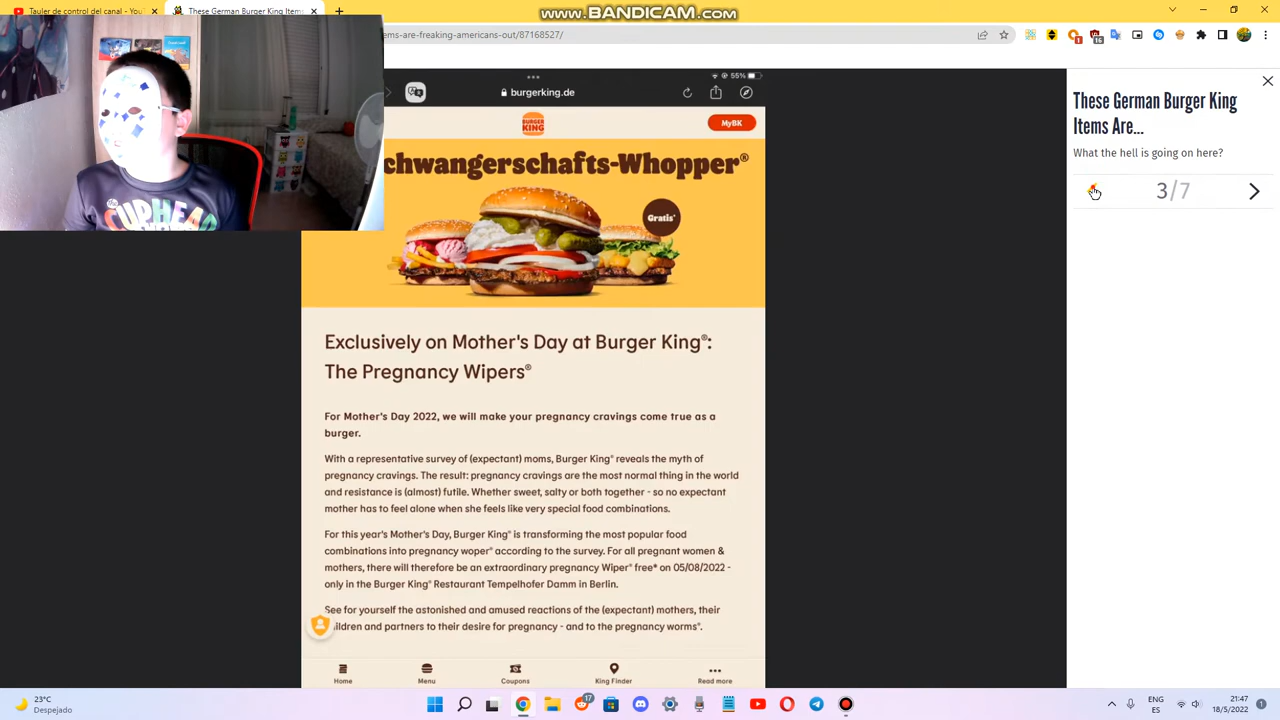 Tauler de control del canal - You
These German Burger King Items
www.BANDICAM.com
ems-are-freaking-americans-out/87168527/
55%
burgerking.de
BURGER
KING
MyBK
chwangerschafts-Whopper®
Gratis*
CUPHEAD
Exclusively on Mother's Day at Burger King®:
The Pregnancy Wipers®
For Mother's Day 2022, we will make your pregnancy cravings come true as a
burger.
With a representative survey of (expectant) moms, Burger King® reveals the myth of
pregnancy cravings. The result: pregnancy cravings are the most normal thing in the world
and resistance is (almost) futile. Whether sweet, salty or both together - so no expectant
mother has to feel alone when she feels like very special food combinations.
For this year's Mother's Day, Burger King® is transforming the most popular food
combinations into pregnancy woper® according to the survey. For all pregnant women &
mothers, there will therefore be an extraordinary pregnancy Wiper® free* on 05/08/2022 -
only in the Burger King® Restaurant Tempelhofer Damm in Berlin.
See for yourself the astonished and amused reactions of the (expectant) mothers, their
children and partners to their desire for pregnancy - and to the pregnancy worms®.
Home
Menu
Coupons
King Finder
Read more
These German Burger King
Items Are...
What the hell is going on here?
3/7
23°C
Despejado
17
ENG
ES
21:47
18/5/2022